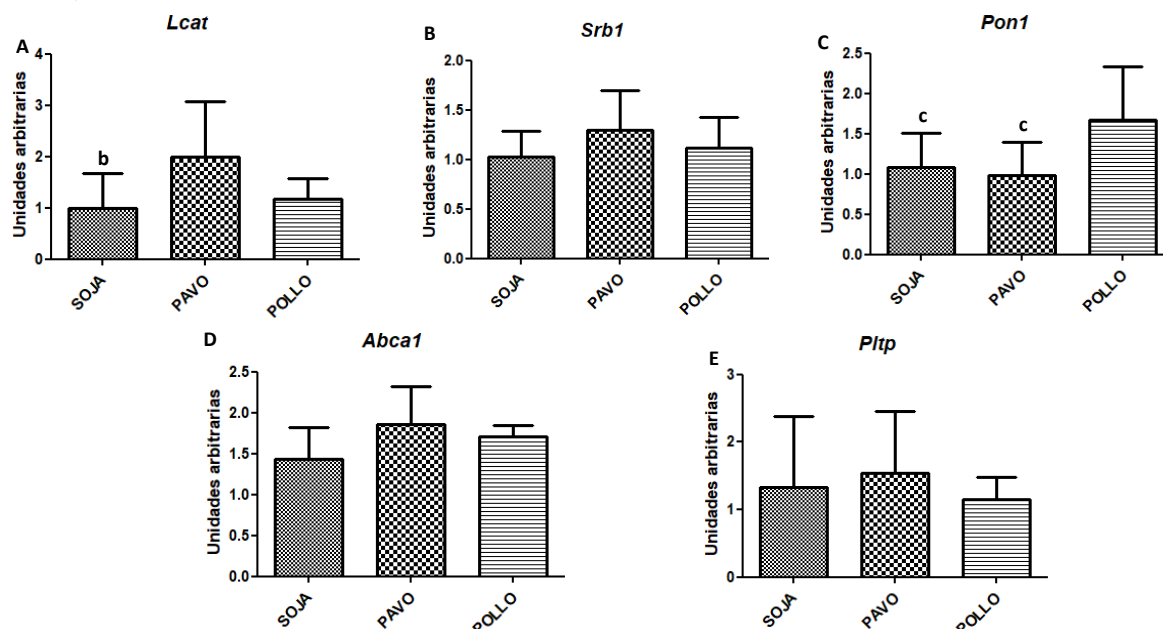 A
Lcat
Unidades arbitrarias
4
3
2
1
0
b
SOJA
PAVO
POLLO
B
Srb1
Unidades arbitrarias
2.0
1.5
1.0
0.5
0.0
SOJA
PAVO
POLLO
C
Pon1
Unidades arbitrarias
2.5
2.0
1.5
1.0
0.5
0.0
c
c
SOJA
PAVO
POLLO
D
Abca1
Unidades arbitrarias
2.5
2.0
1.5
1.0
0.5
0.0
SOJA
PAVO
POLLO
E
Pltp
Unidades arbitrarias
3
2
1
0
SOJA
PAVO
POLLO